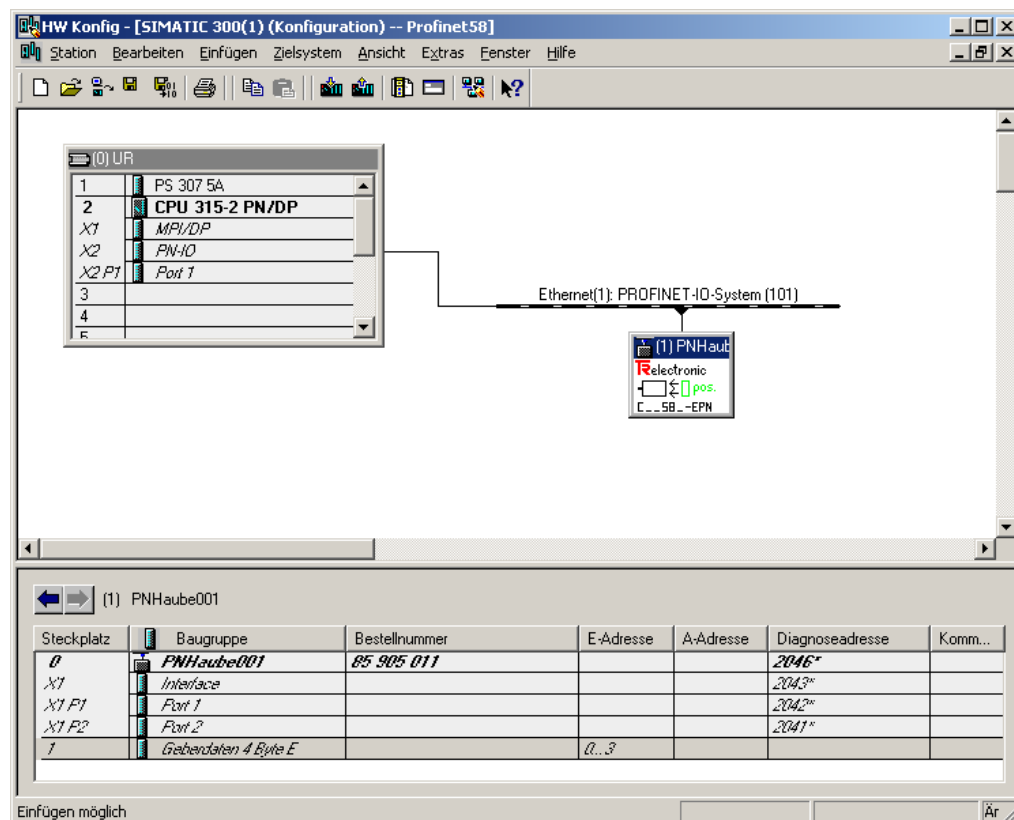 HW Konfig - [SIMATIC 300(1) (Konfiguration) -- Profinet58]
Station Bearbeiten Einfügen Zielsystem Ansicht Extras Fenster Hilfe
(0) UR
1 PS 307 5A
2 CPU 315-2 PN/DP
X1 MPI/DP
X2 PN-IO
X2 P1 Port 1
3
4
5
Ethernet(1): PROFINET-IO-System (101)
(1) PNHaub
TRelectronic
pos.
C__58_-EPN
(1) PNHaube001
Steckplatz Baugruppe Bestellnummer E-Adresse A-Adresse Diagnoseadresse Komm...
0 PNHaube001 85 905 011 2046*
X1 Interface 2043*
X1 P1 Port 1 2042*
X1 P2 Port 2 2041*
1 Geberdaten 4 Byte E 0...3
Einfügen möglich Är